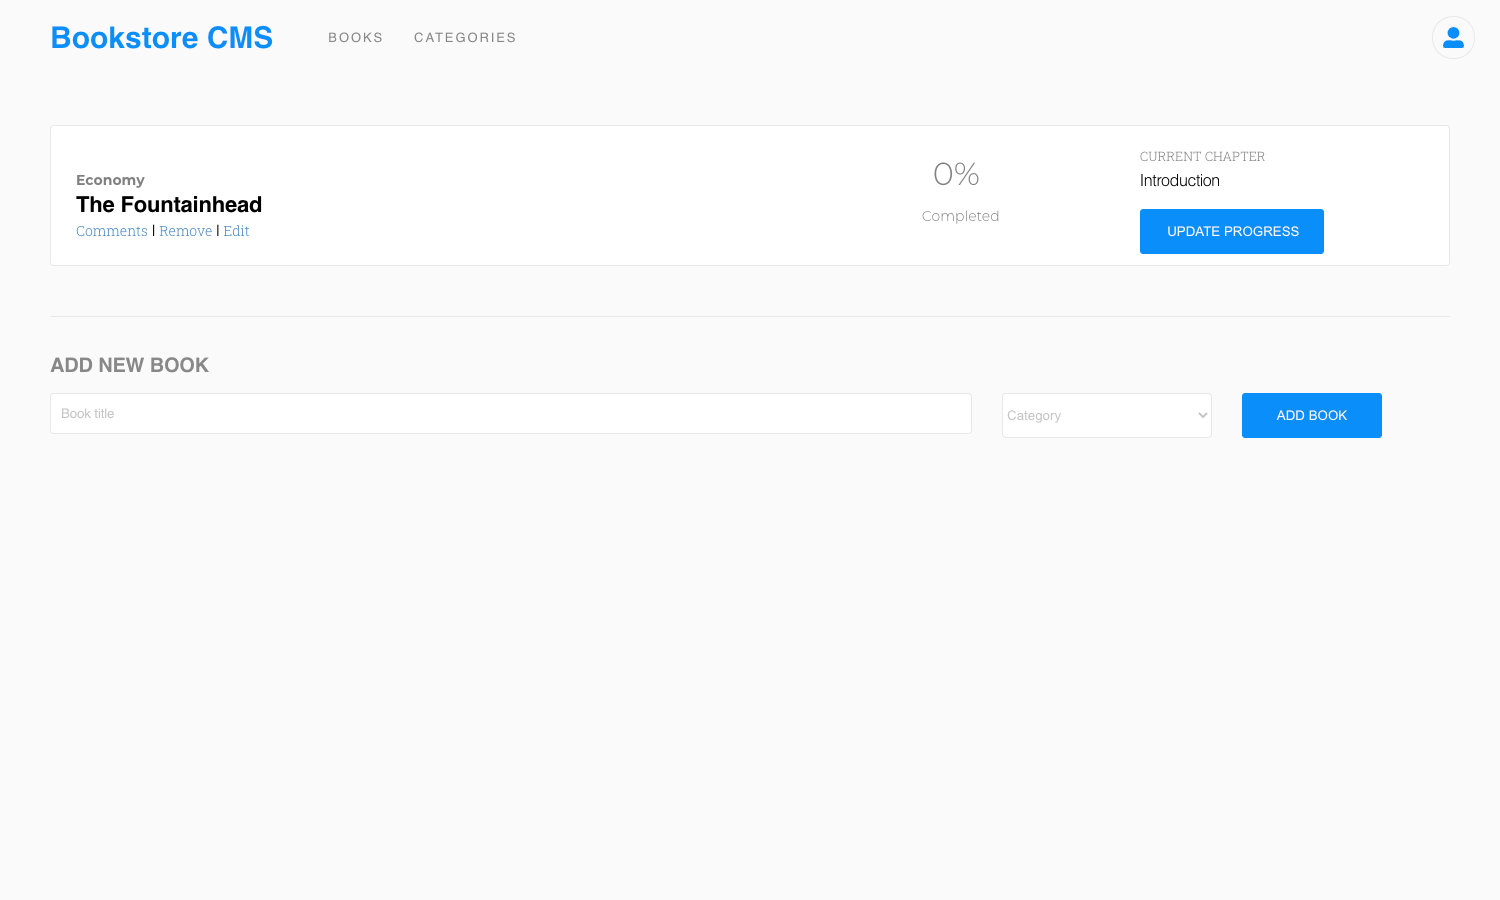 Bookstore CMS
BOOKS
CATEGORIES
Economy
The Fountainhead
Comments | Remove | Edit
0%
Completed
CURRENT CHAPTER
Introduction
UPDATE PROGRESS
ADD NEW BOOK
Book title
Category
ADD BOOK